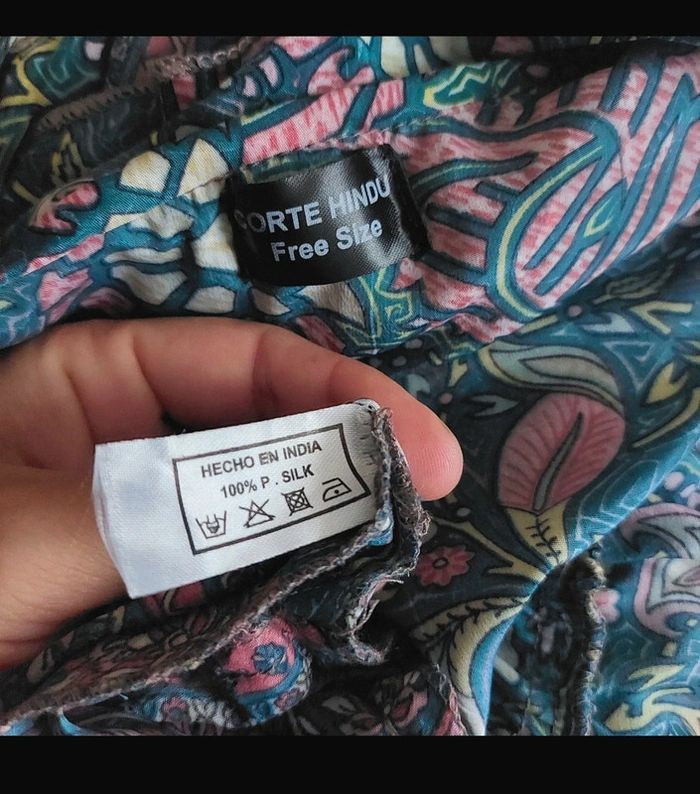 CORTE HINDU
Free Size
HECHO EN INDiA
100% P . SILK